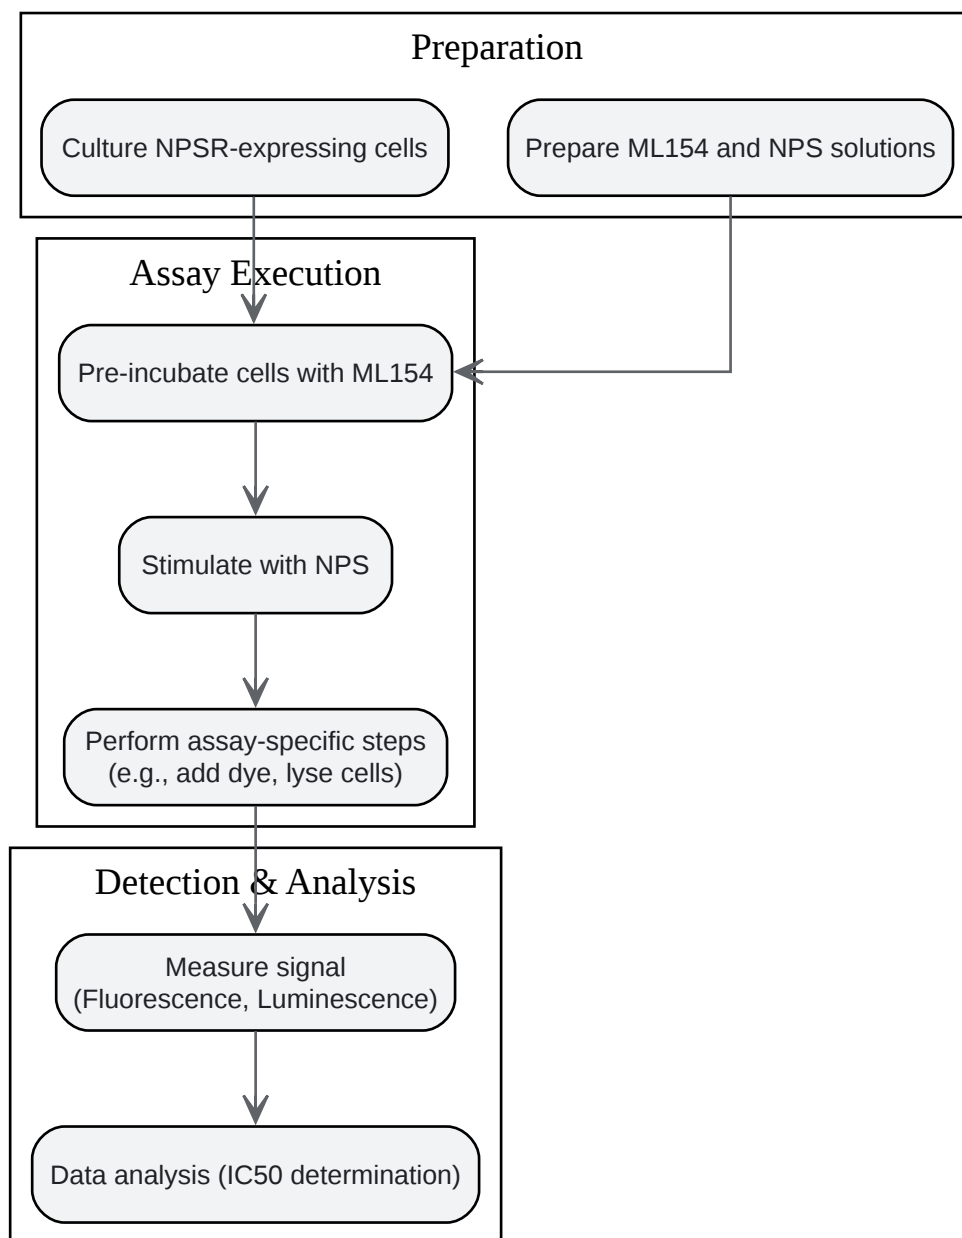 Preparation
Culture NPSR-expressing cells
Prepare ML154 and NPS solutions
Assay Execution
Pre-incubate cells with ML154
Stimulate with NPS
Perform assay-specific steps
(e.g., add dye, lyse cells)
Detection & Analysis
Measure signal
(Fluorescence, Luminescence)
Data analysis (IC50 determination)